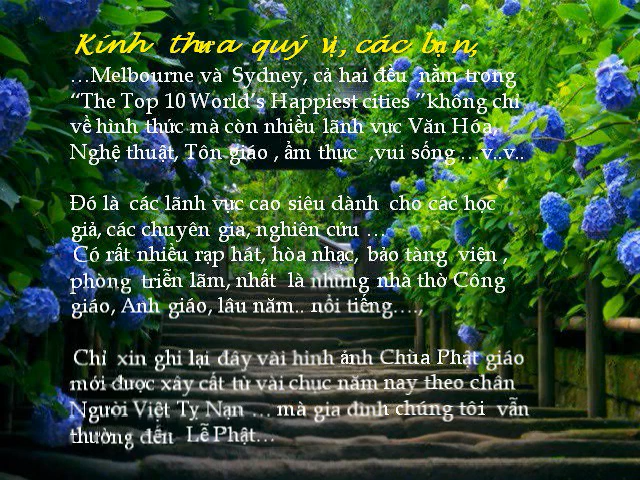 Kính thưa quý vị, các bạn,
…Melbourne và Sydney, cả hai đều nằm trong
“The Top 10 World’s Happiest cities ”không chỉ
về hình thức mà còn nhiều lãnh vực Văn Hóa,
Nghệ thuật, Tôn giáo , ẩm thực ,vui sống …v..v..
Đó là các lãnh vực cao siêu dành cho các học
giả, các chuyên gia, nghiên cứu …
Có rất nhiều rạp hát, hòa nhạc, bảo tàng viện ,
phòng triễn lãm, nhất là những nhà thờ Công
giáo, Anh giáo, lâu năm.. nổi tiếng….,
Chỉ xin ghi lại đây vài hình ảnh Chùa Phật giáo
mới được xây cất từ vài chục năm nay theo chân
Người Việt Tỵ Nạn … mà gia đình chúng tôi vẫn
thường đến Lễ Phật…